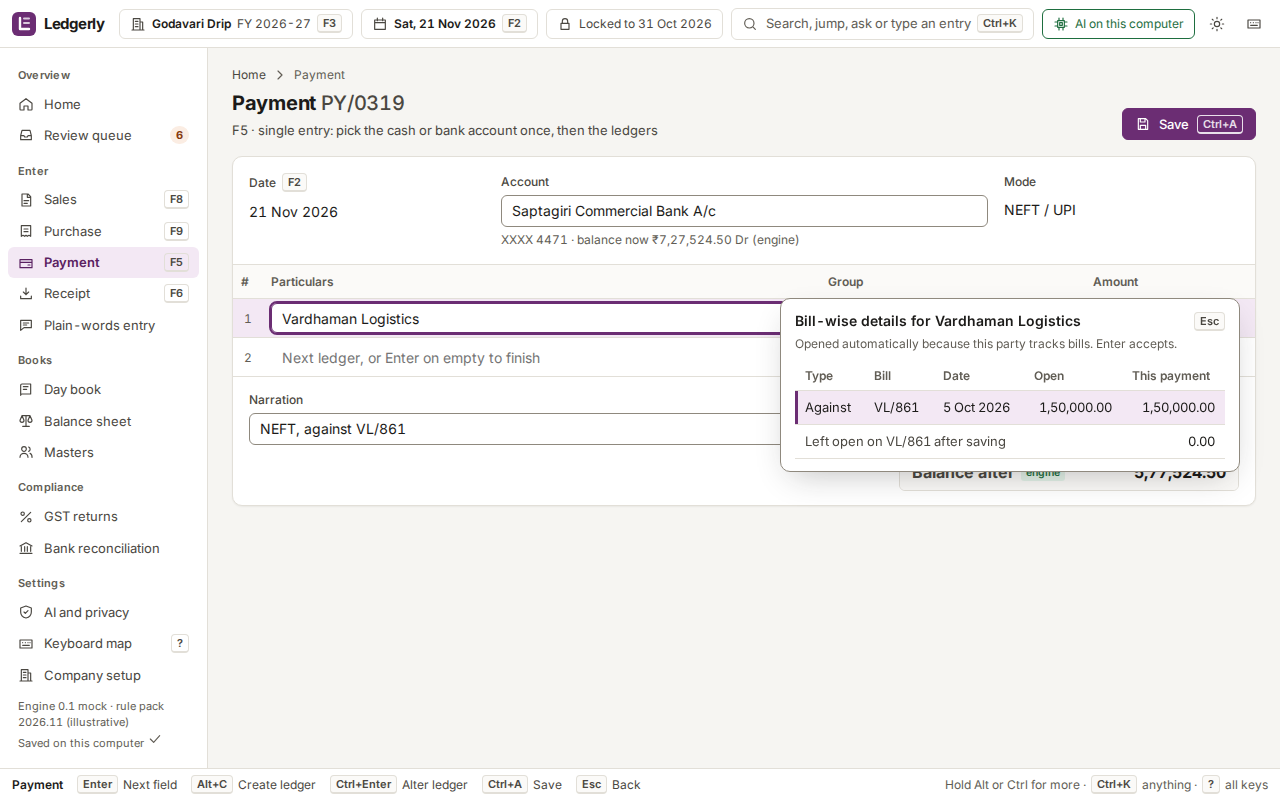 Ledgerly
Godavari Drip FY 2026-27 F3
Sat, 21 Nov 2026 F2
Locked to 31 Oct 2026
Search, jump, ask or type an entry Ctrl+K
AI on this computer
Overview
Home
Review queue 6
Enter
Sales F8
Purchase F9
Payment F5
Receipt F6
Plain-words entry
Books
Day book
Balance sheet
Masters
Compliance
GST returns
Bank reconciliation
Settings
AI and privacy
Keyboard map ?
Company setup
Engine 0.1 mock · rule pack
2026.11 (illustrative)
Saved on this computer
Home > Payment
Payment PY/0319
F5 · single entry: pick the cash or bank account once, then the ledgers
Save Ctrl+A
Date F2
21 Nov 2026
Account
Saptagiri Commercial Bank A/c
XXXX 4471 · balance now ₹7,27,524.50 Dr (engine)
Mode
NEFT / UPI
# Particulars Group Amount
1 Vardhaman Logistics
2 Next ledger, or Enter on empty to finish
Narration
NEFT, against VL/861
Bill-wise details for Vardhaman Logistics Esc
Opened automatically because this party tracks bills. Enter accepts.
Type Bill Date Open This payment
Against VL/861 5 Oct 2026 1,50,000.00 1,50,000.00
Left open on VL/861 after saving 0.00
Balance after engine 5,77,524.50
Payment Enter Next field Alt+C Create ledger Ctrl+Enter Alter ledger Ctrl+A Save Esc Back
Hold Alt or Ctrl for more · Ctrl+K anything · ? all keys